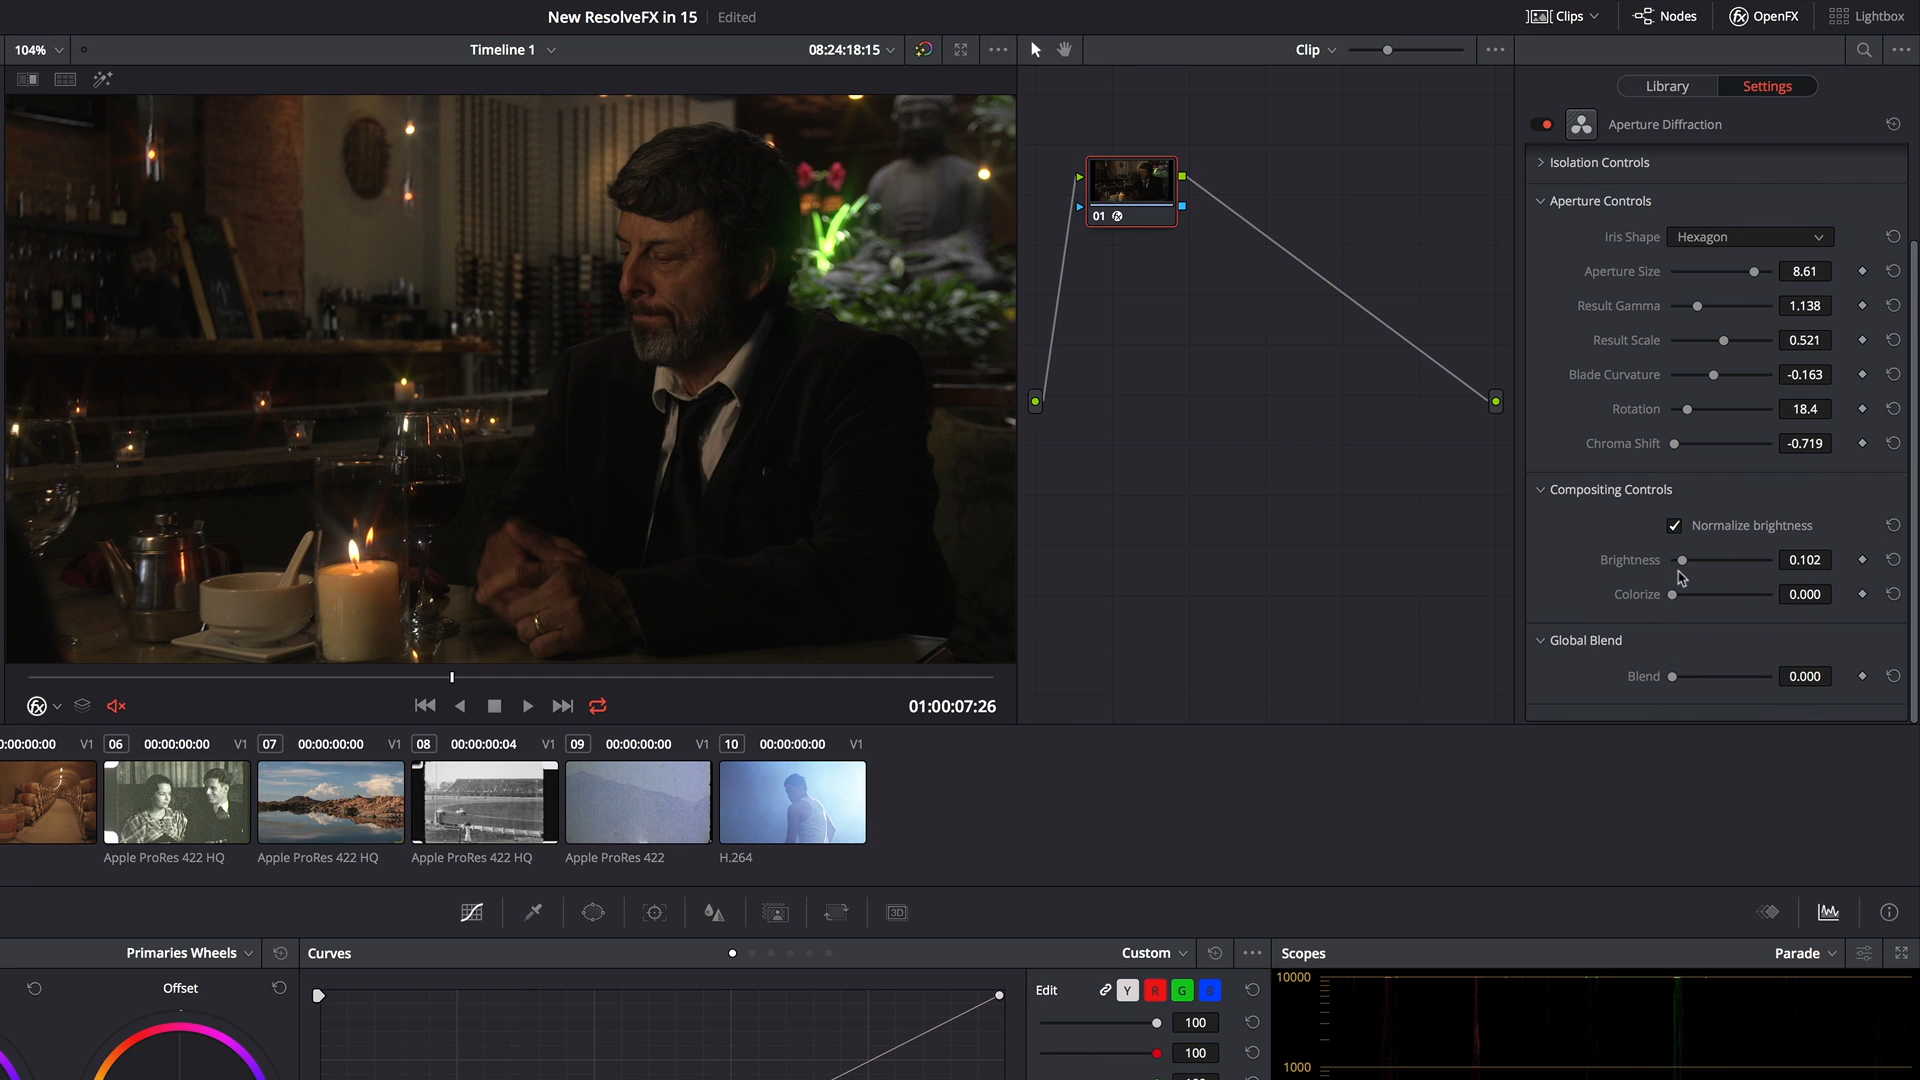 New ResolveFX in 15 Edited
Clips Nodes OpenFX Lightbox
104% Timeline 1 08:24:18:15 Clip
Library Settings
Aperture Diffraction
Isolation Controls
Aperture Controls
Iris Shape Hexagon
Aperture Size 8.61
Result Gamma 1.138
Result Scale 0.521
Blade Curvature -0.163
Rotation 18.4
Chroma Shift -0.719
Compositing Controls
Normalize brightness
Brightness 0.102
Colorize 0.000
Global Blend
Blend 0.000
01
01:00:07:26
0:00:00:00 V1 06 00:00:00:00 V1 07 00:00:00:00 V1 08 00:00:00:04 V1 09 00:00:00:00 V1 10 00:00:00:00 V1
Apple ProRes 422 HQ Apple ProRes 422 HQ Apple ProRes 422 HQ Apple ProRes 422 H.264
3D
Primaries Wheels Curves Custom Scopes Parade
Offset
Edit Y R G B
100
100
10000
1000